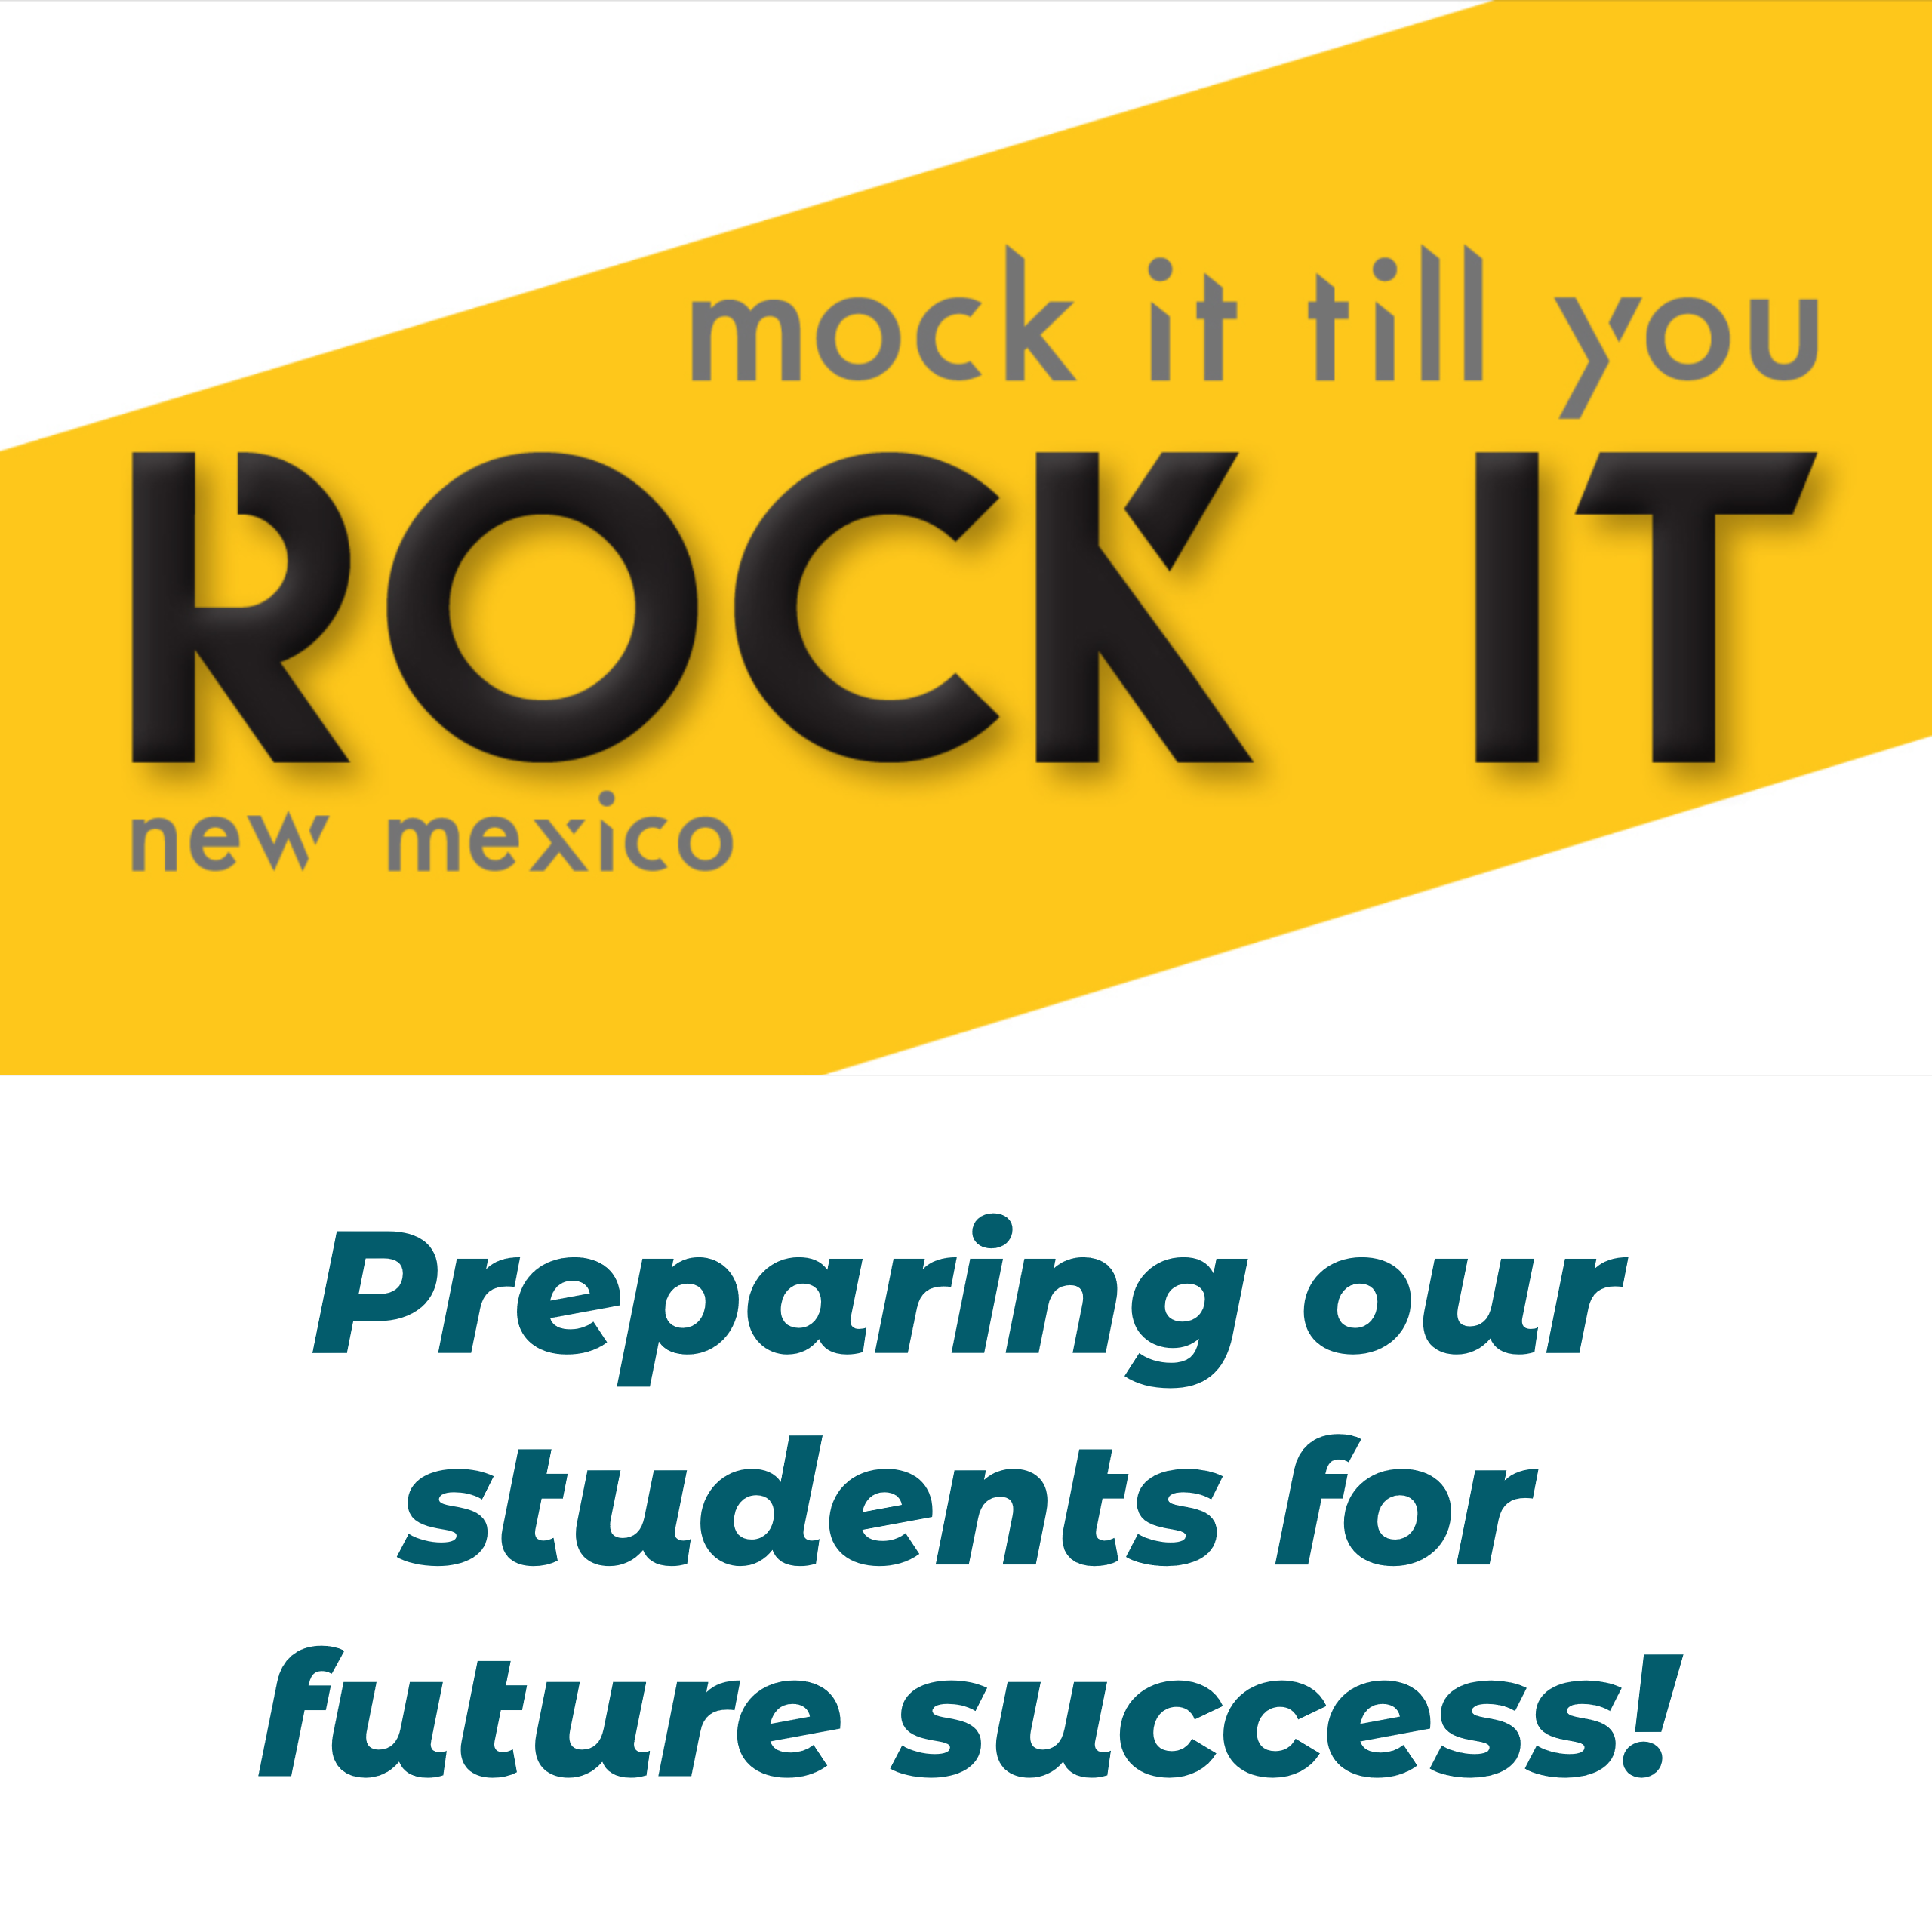 mock it till you
ROCK IT
new mexico
Preparing our
students for
future success!